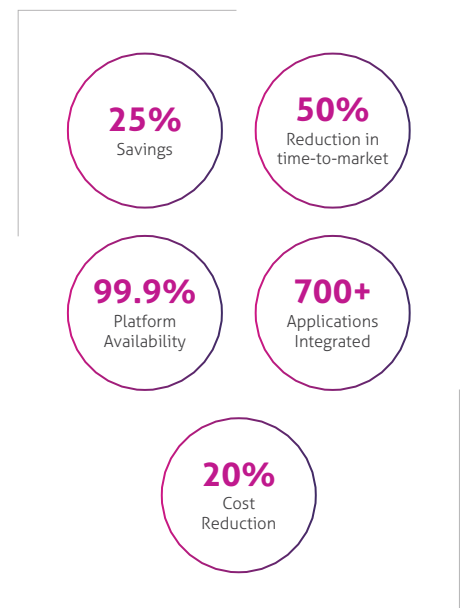 25%
Savings
50%
Reduction in
time-to-market
99.9%
Platform
Availability
700+
Applications
Integrated
20%
Cost
Reduction